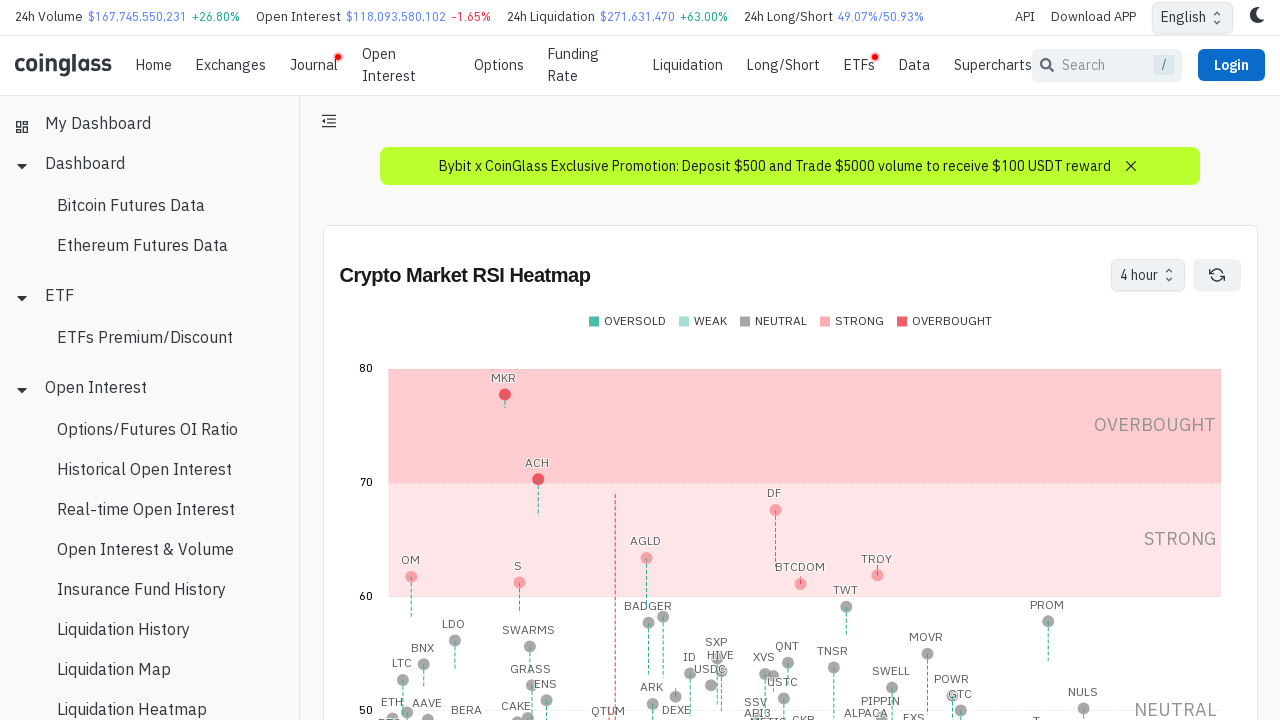 24h Volume $167,745,550,231 +26.80% Open Interest $118,093,580,102 -1.65% 24h Liquidation $271,631,470 +63.00% 24h Long/Short 49.07%/50.93% API Download APP English
coinglass Home Exchanges Journal Open Interest Options Funding Rate Liquidation Long/Short ETFs Data Supercharts Search / Login
My Dashboard
Dashboard
Bitcoin Futures Data
Ethereum Futures Data
ETF
ETFs Premium/Discount
Open Interest
Options/Futures OI Ratio
Historical Open Interest
Real-time Open Interest
Open Interest & Volume
Insurance Fund History
Liquidation History
Liquidation Map
Liquidation Heatmap
Bybit x CoinGlass Exclusive Promotion: Deposit $500 and Trade $5000 volume to receive $100 USDT reward
Crypto Market RSI Heatmap 4 hour
OVERSOLD WEAK NEUTRAL STRONG OVERBOUGHT
80
MKR
OVERBOUGHT
ACH
70
DF
STRONG
AGLD
OM
TROY
S
BTCDOM
TWT
60
BADGER PROM
LDO
SWARMS
MOVR
SXP
BNX
QNT
TNSR
HIVE
ID
XVS
LTC
GRASS
USDC
SWELL
POWR
USTC
ENS
ARK
NULS
GTC
ETH
AAVE
SSV
PIPPIN
CAKE
BERA
QTUM
DEXE
50
NEUTRAL
API3
ALPACA
FXS
CKB
T